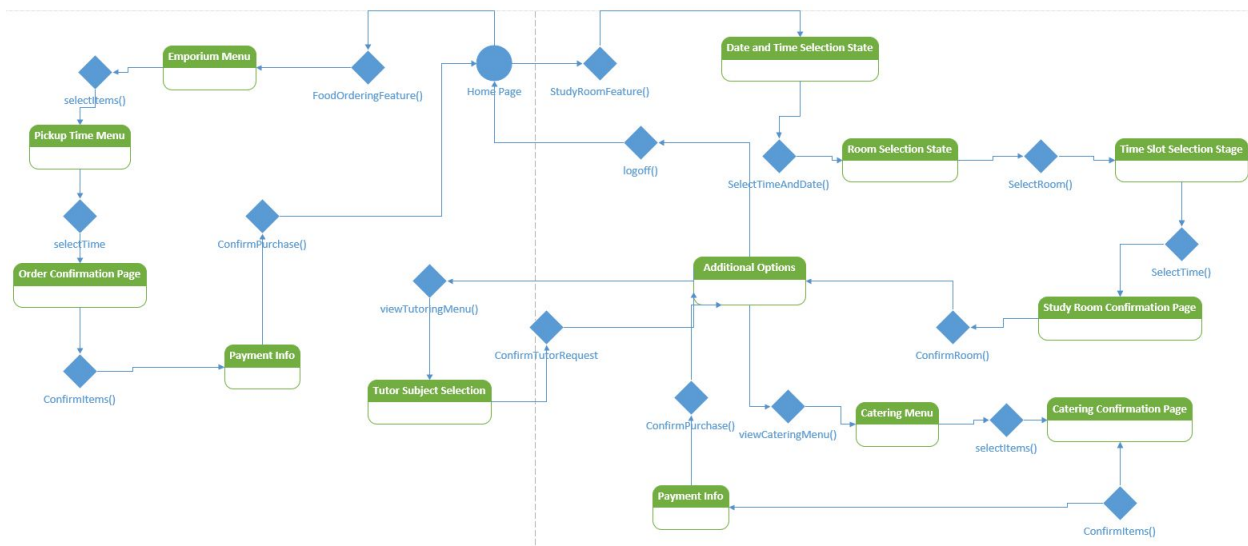 Date and Time Selection State
Emporium Menu
selectItems()
FoodOrderingFeature()
Home Page
StudyRoomFeature()
Pickup Time Menu
Room Selection State
Time Slot Selection Stage
logoff()
SelectTimeAndDate()
SelectRoom()
selectTime
ConfirmPurchase()
Order Confirmation Page
Additional Options
SelectTime()
viewTutoringMenu()
Study Room Confirmation Page
Payment Info
ConfirmTutorRequest
ConfirmRoom()
ConfirmItems()
Tutor Subject Selection
ConfirmPurchase()
viewCateringMenu()
Catering Menu
Catering Confirmation Page
selectItems()
Payment Info
ConfirmItems()